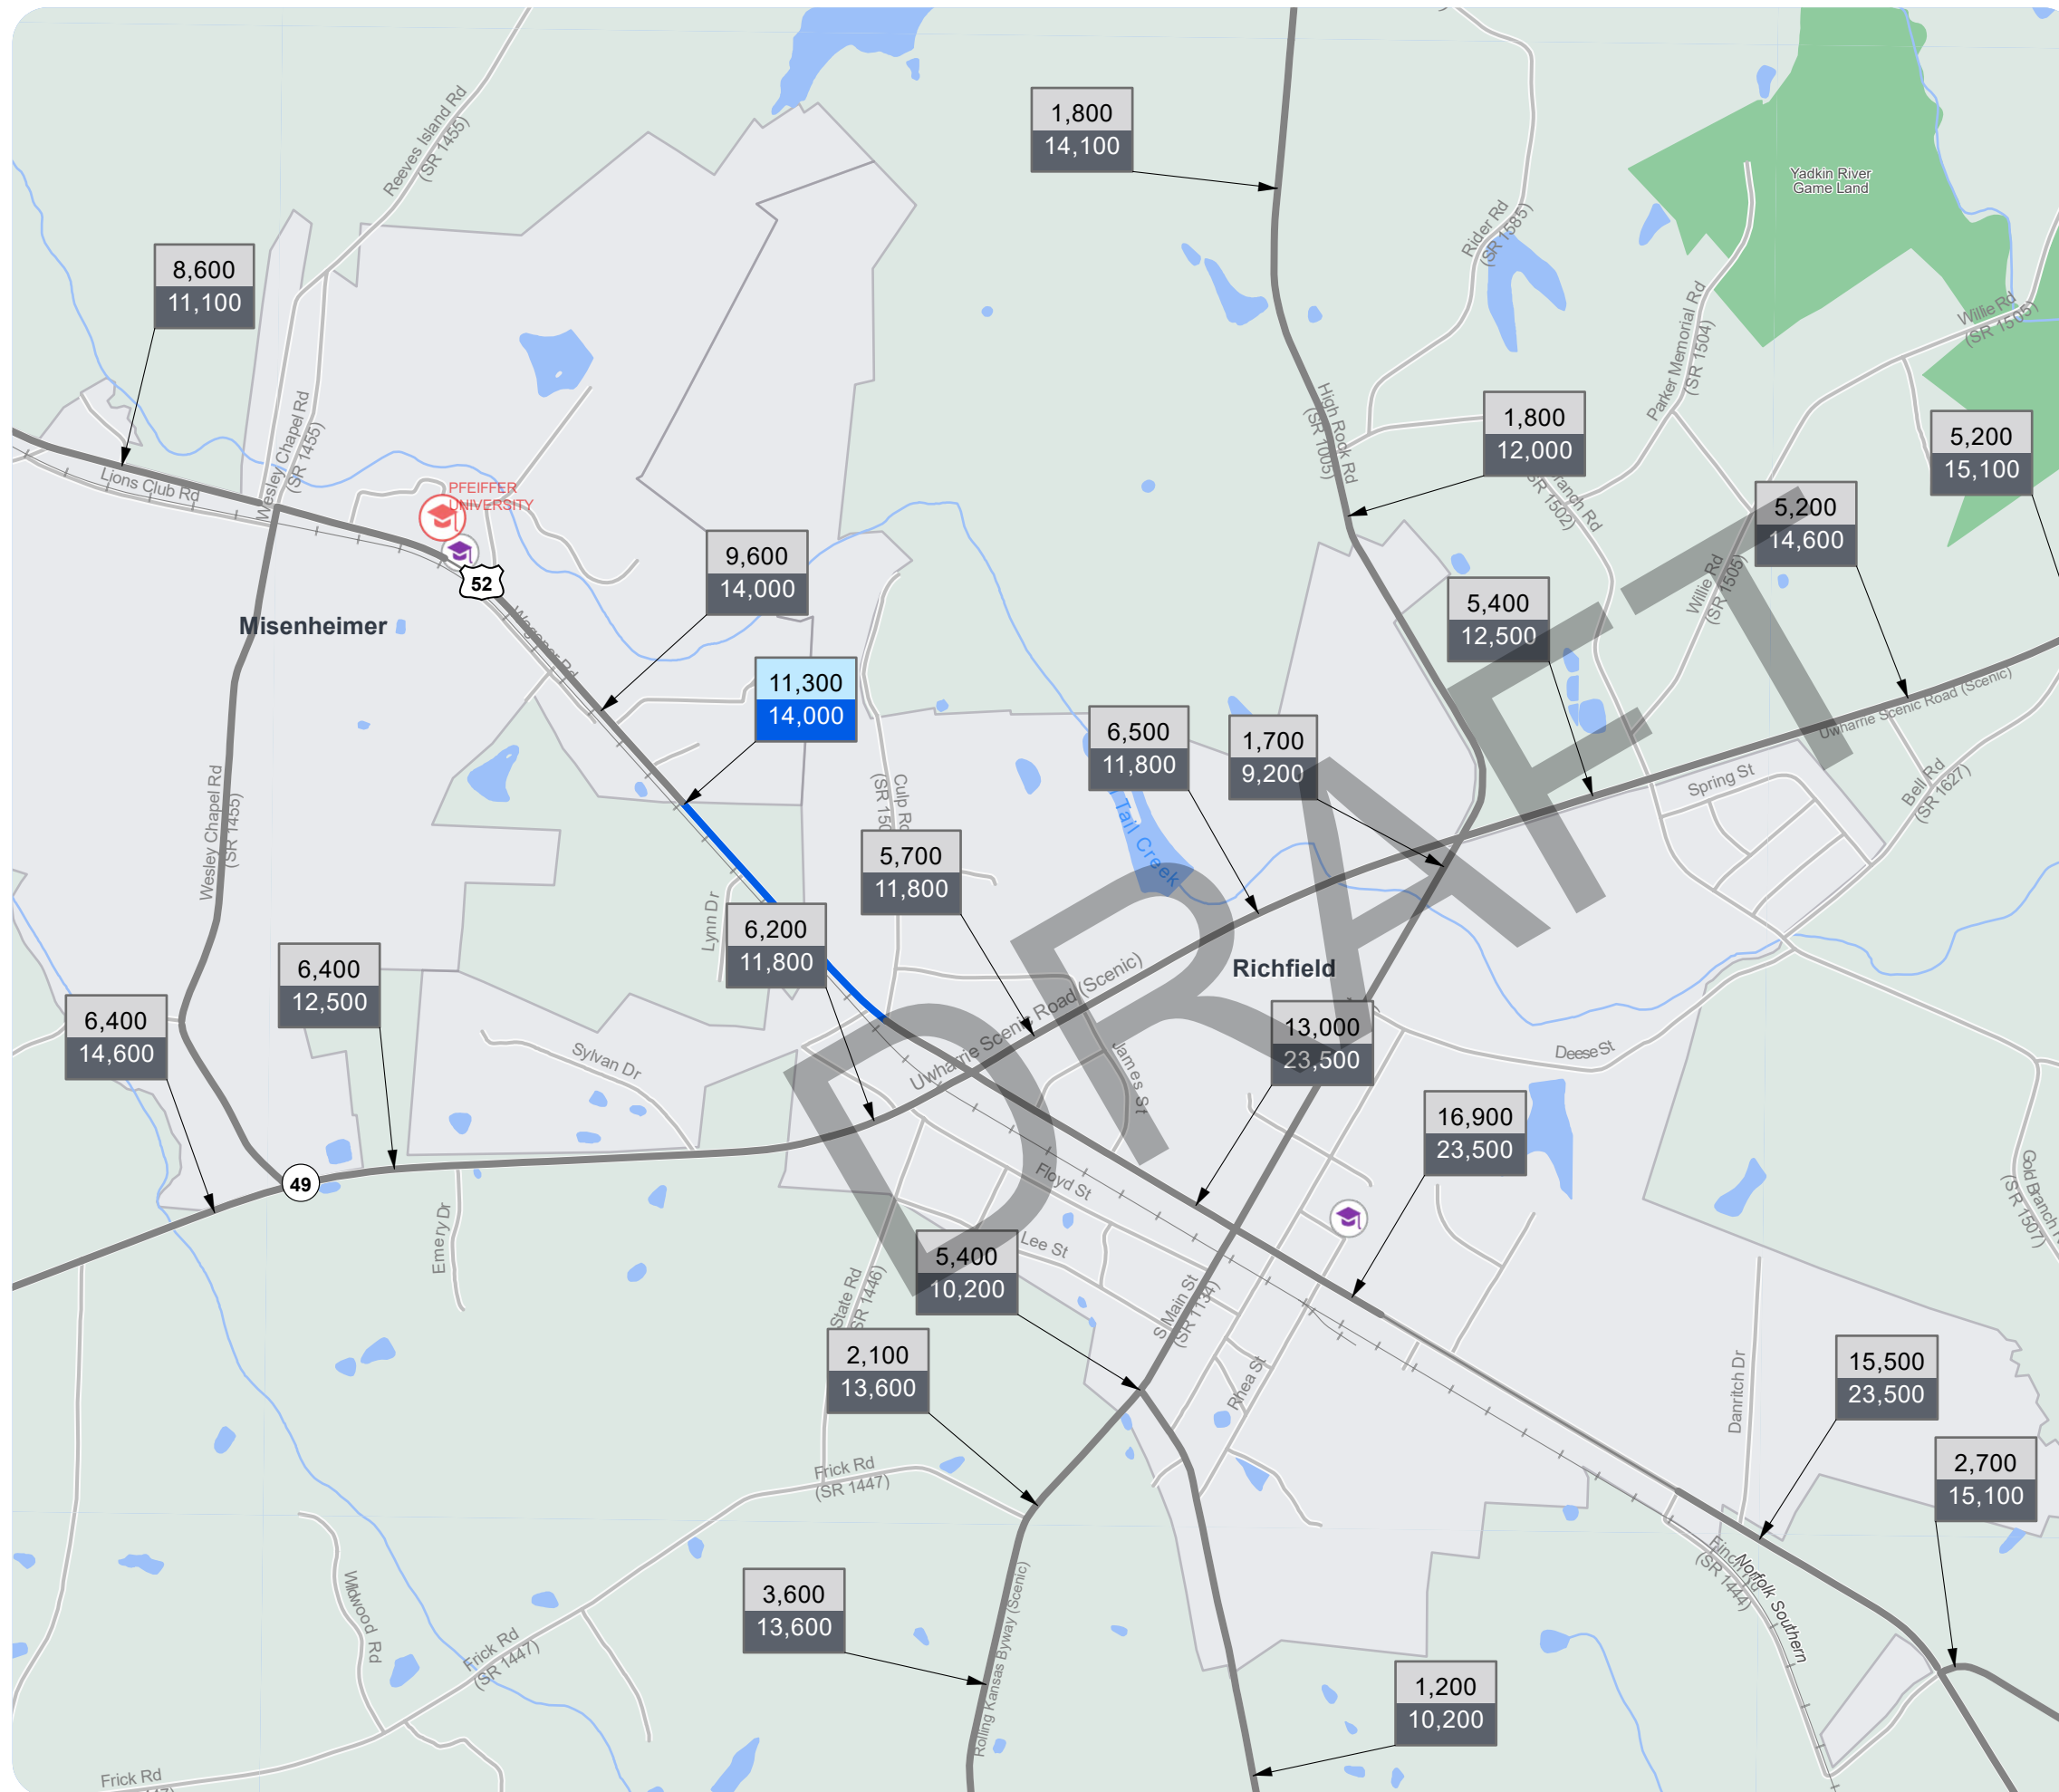 1,800
14,100
Reeves Island Rd
(SR 1455)
Yadkin River
Game Land
Rider Rd
(SR 1585)
8,600
11,100
Parker Memorial Rd
(SR 1504)
Willie Rd
(SR 1505)
High Rock Rd
(SR 1005)
1,800
12,000
5,200
15,100
Wesley Chapel Rd
(SR 1455)
Lions Club Rd
PFEIFFER
UNIVERSITY
(SR 1502)
5,200
14,600
9,600
14,000
52
Willie Rd
(SR 1505)
5,400
12,500
Misenheimer
Wagoner Rd
11,300
14,000
6,500
11,800
1,700
9,200
Uwharrie Scenic Road (Scenic)
Spring St
Bell Rd
(SR 1627)
Culp Rd
Tail Creek
Wesley Chapel Rd
(SR 1455)
5,700
11,800
Lynn Dr
6,200
11,800
6,400
12,500
Richfield
Uwharrie Scenic Road (Scenic)
6,400
14,600
13,000
23,500
Sylvan Dr
James St
Deese St
DRAFT
16,900
23,500
49
Floyd St
Emery Dr
Gold Branch
(SR 1507)
Lee St
5,400
10,200
State Rd
SR 1446)
S Main St
(SR 1134)
2,100
13,600
Rhea St
Danritch Dr
15,500
23,500
2,700
15,100
Frick Rd
(SR 1447)
(SR 1444)
Norfolk Southern
Wildwood Rd
3,600
13,600
Rolling Kansas Byway (Scenic)
Frick Rd
(SR 1447)
1,200
10,200
Frick Rd